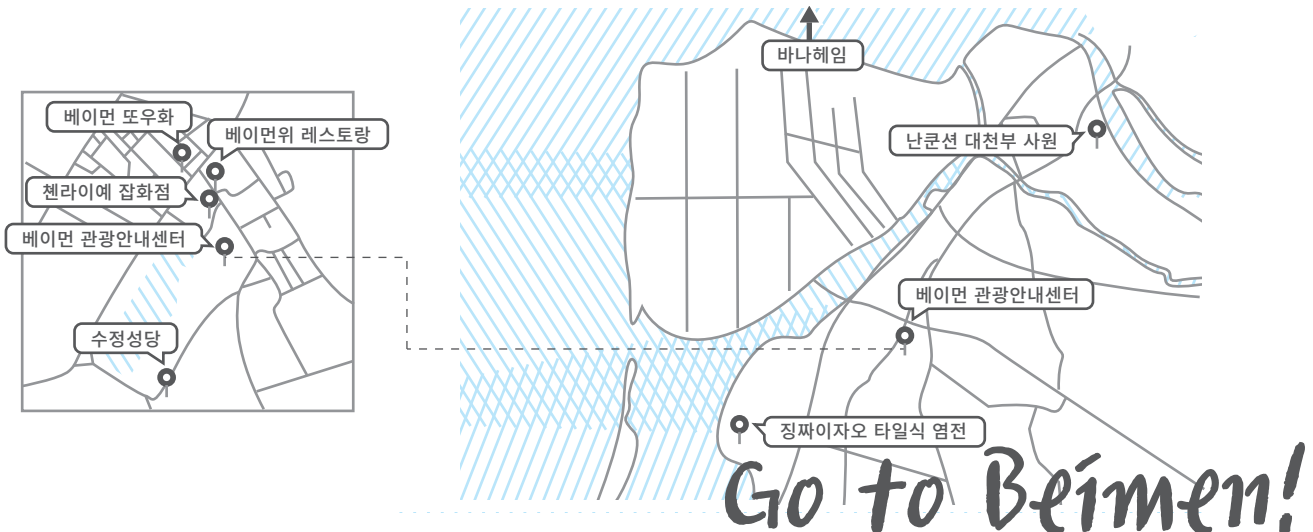 베이먼 또우화
베이먼위 레스토랑
첸라이예 잡화점
베이먼 관광안내센터
수정성당
바나헤임
난쿤션 대천부 사원
베이먼 관광안내센터
징짜이자오 타일식 염전
Go to Beimen!